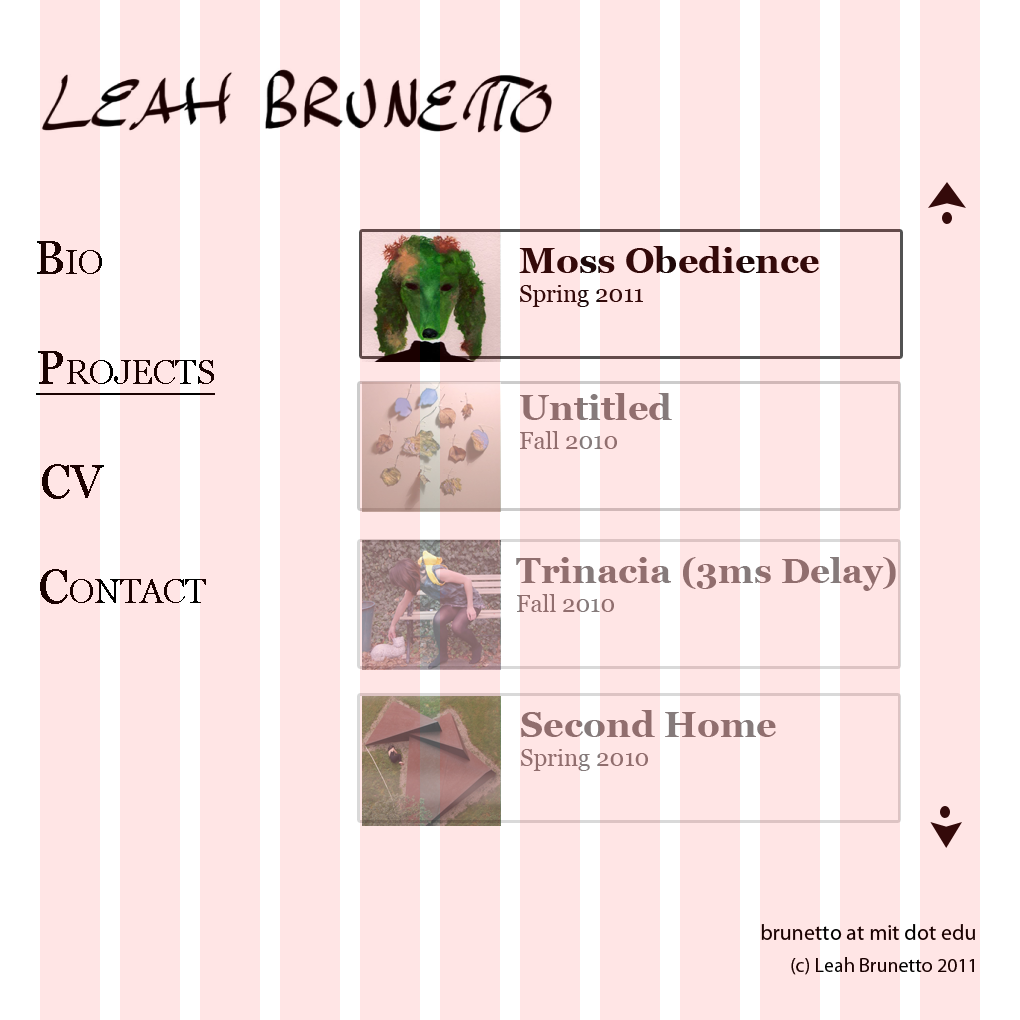 LEAH BRUNETTO
BIO
PROJECTS
CV
CONTACT
Moss Obedience
Spring 2011
Untitled
Fall 2010
Trinacia (3ms Delay)
Fall 2010
Second Home
Spring 2010
brunetto at mit dot edu
(c) Leah Brunetto 2011